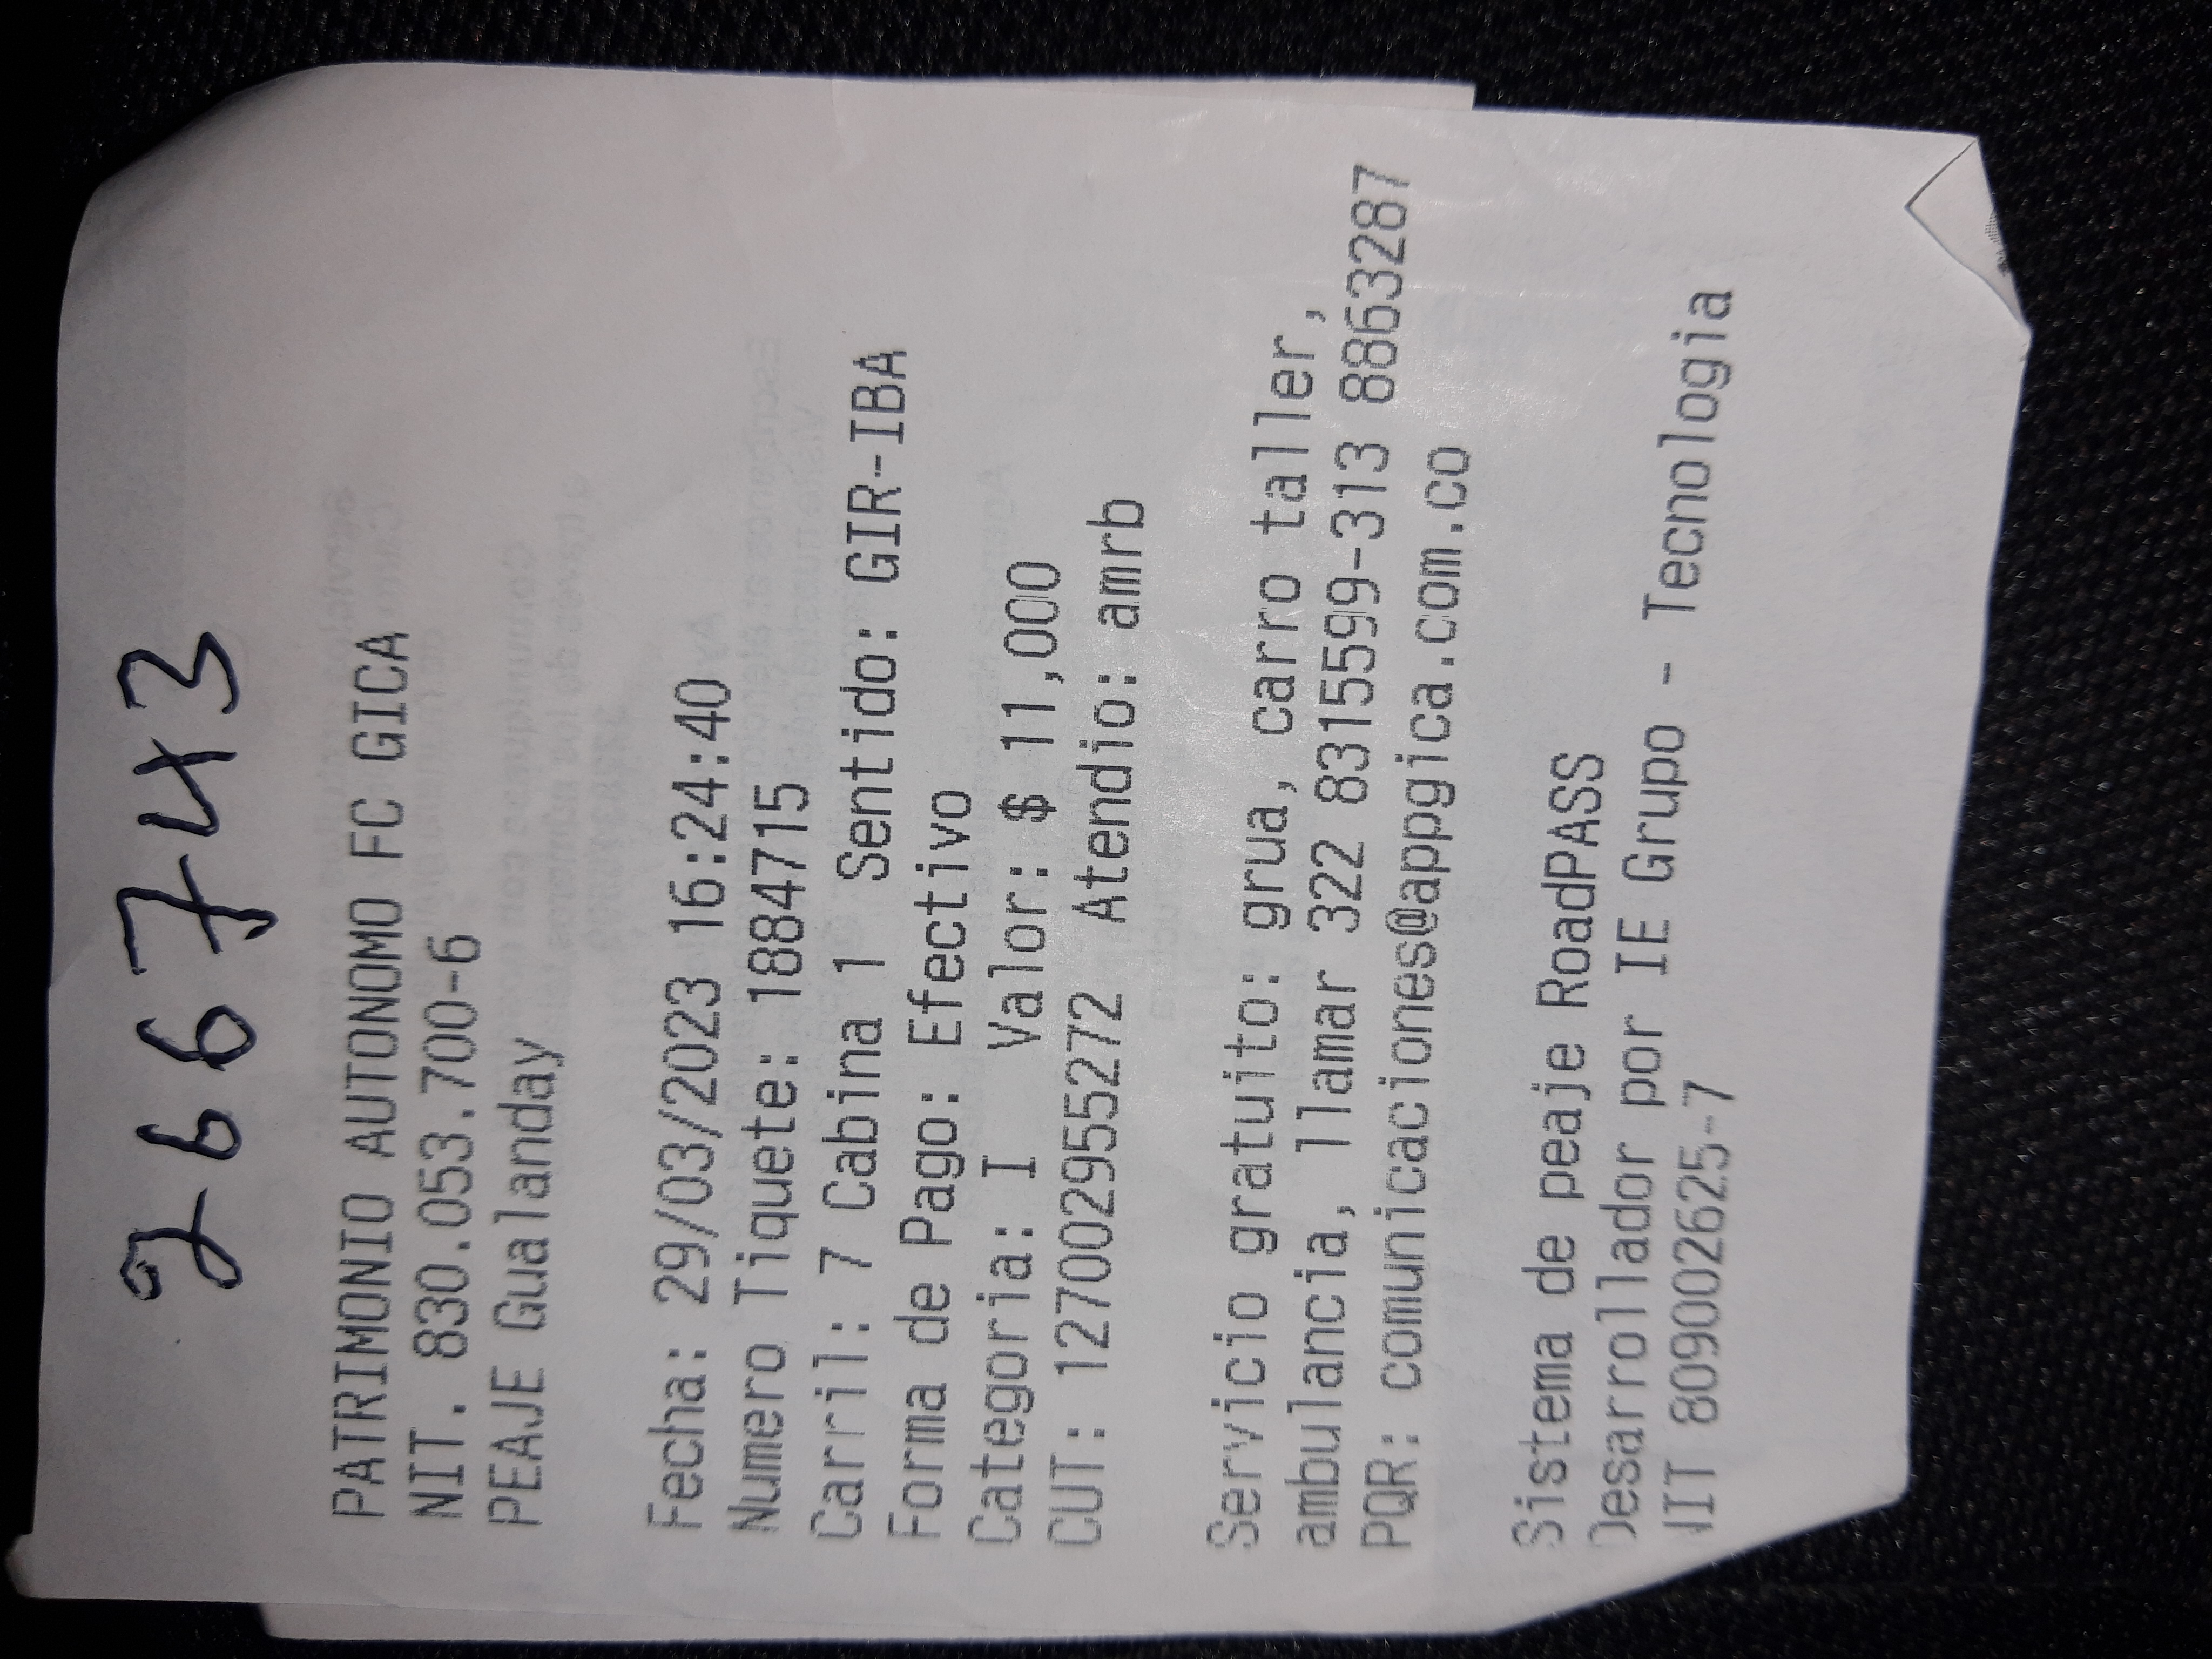 266743
PATRIMONIO AUTONOMO FC GICA
NIT. 830.053.700-6
PEAJE Gualanday
Fecha: 29/03/2023 16:24:40
Numero Tiquete: 1884715
Carril: 7 Cabina 1 Sentido: GIR-IBA
Forma de Pago: Efectivo
Categoria: I Valor: $ 11,000
CUT: 1270029552​72 Atendio: amrb
Servicio gratuito: grua, carro taller,
ambulancia, llamar 322 8315599-313 8863287
PQR: comunicaciones@appgica.com.co
Sistema de peaje RoadPASS
Desarrollador por IE Grupo - Tecnologia
NIT 809002625-7